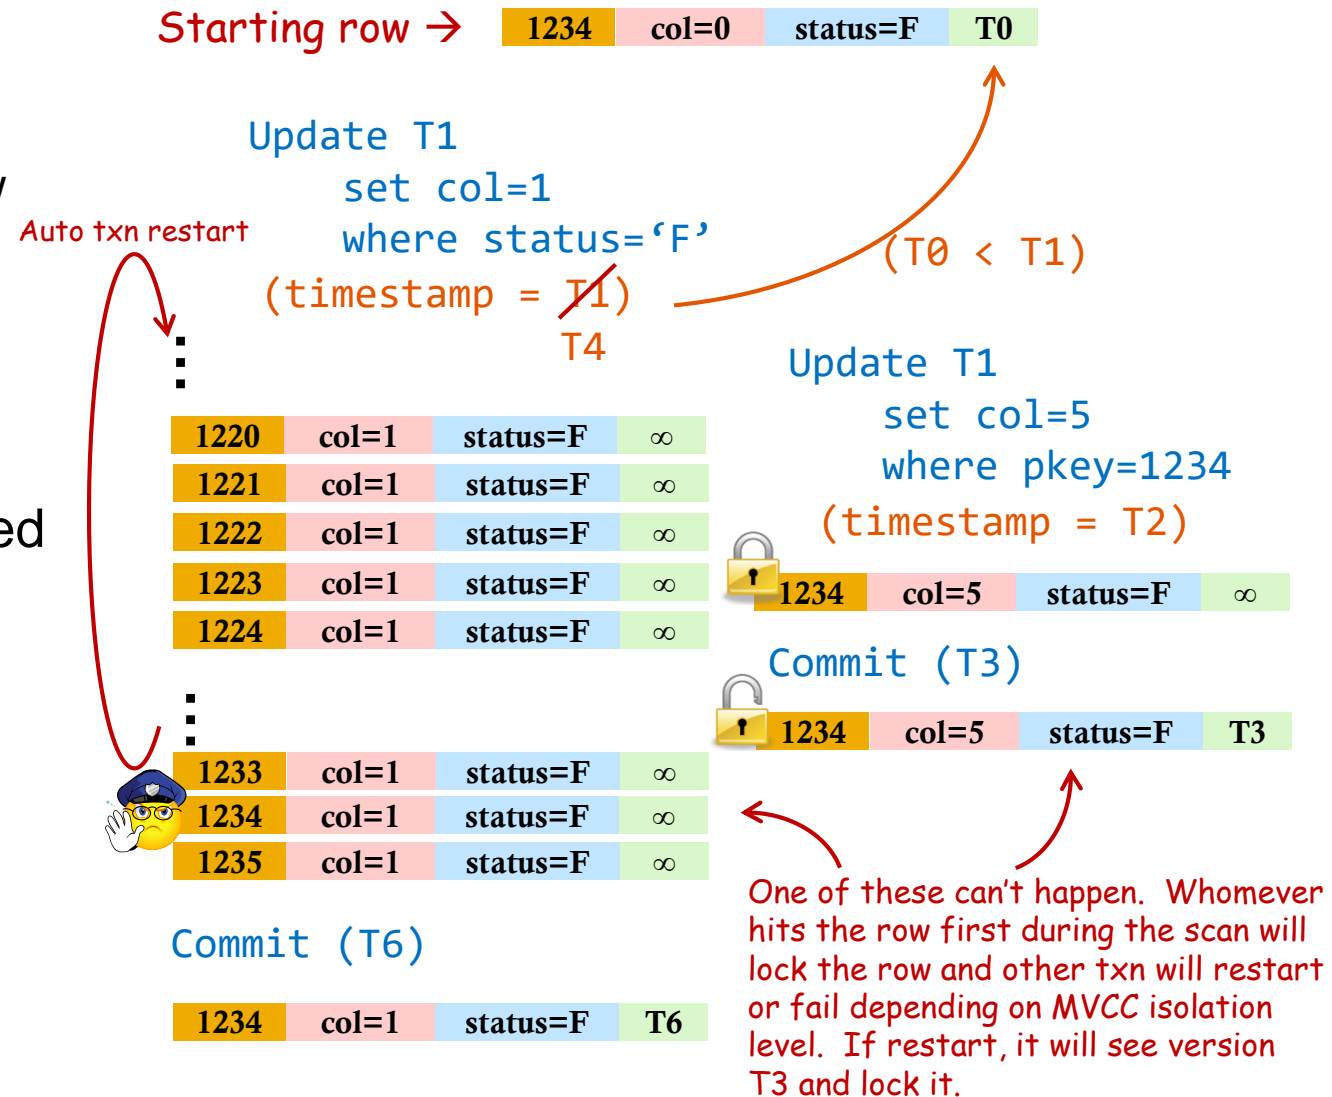 Starting row →
1234 col=0 status=F T0
Update T1
set col=1
where status=‘F’
(timestamp = T1)
T4
(T0 < T1)
Auto txn restart
ed
Update T1
set col=5
where pkey=1234
(timestamp = T2)
1220 col=1 status=F ∞
1221 col=1 status=F ∞
1222 col=1 status=F ∞
1223 col=1 status=F ∞
1224 col=1 status=F ∞
1234 col=5 status=F ∞
Commit (T3)
1234 col=5 status=F T3
1233 col=1 status=F ∞
1234 col=1 status=F ∞
1235 col=1 status=F ∞
Commit (T6)
1234 col=1 status=F T6
One of these can’t happen. Whomever
hits the row first during the scan will
lock the row and other txn will restart
or fail depending on MVCC isolation
level. If restart, it will see version
T3 and lock it.